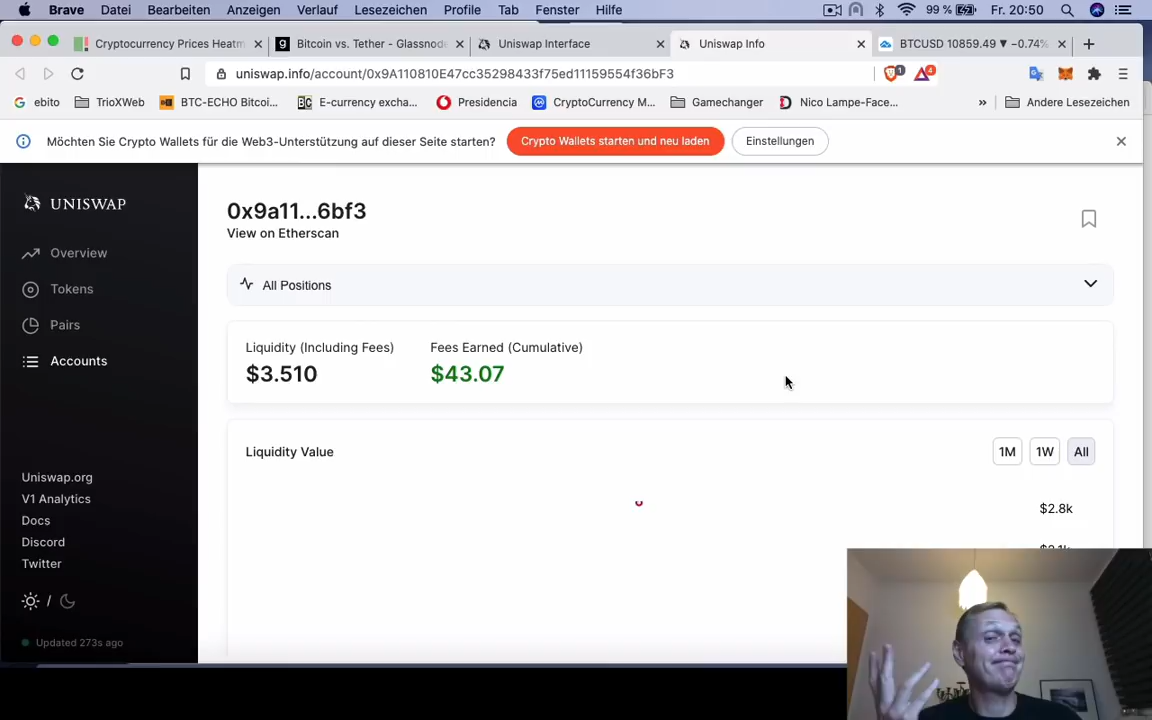 Brave Datei Bearbeiten Anzeigen Verlauf Lesezeichen Profile Tab Fenster Hilfe 99 % Fr. 20:50
Cryptocurrency Prices Heatm Bitcoin vs. Tether - Glassnode Uniswap Interface Uniswap Info BTCUSD 10859.49 ▼ −0.74%
uniswap.info/account/0x9A110810E47cc35298433f75ed11159554f36bF3 1 4
ebito TrioXWeb BTC-ECHO Bitcoi... E-currency excha... Presidencia CryptoCurrency M... Gamechanger Nico Lampe-Face... » Andere Lesezeichen
Möchten Sie Crypto Wallets für die Web3-Unterstützung auf dieser Seite starten? Crypto Wallets starten und neu laden Einstellungen
UNISWAP
Overview
Tokens
Pairs
Accounts
Uniswap.org
V1 Analytics
Docs
Discord
Twitter
/
Updated 273s ago
0x9a11...6bf3
View on Etherscan
All Positions
Liquidity (Including Fees) Fees Earned (Cumulative)
$3.510 $43.07
Liquidity Value 1M 1W All
$2.8k